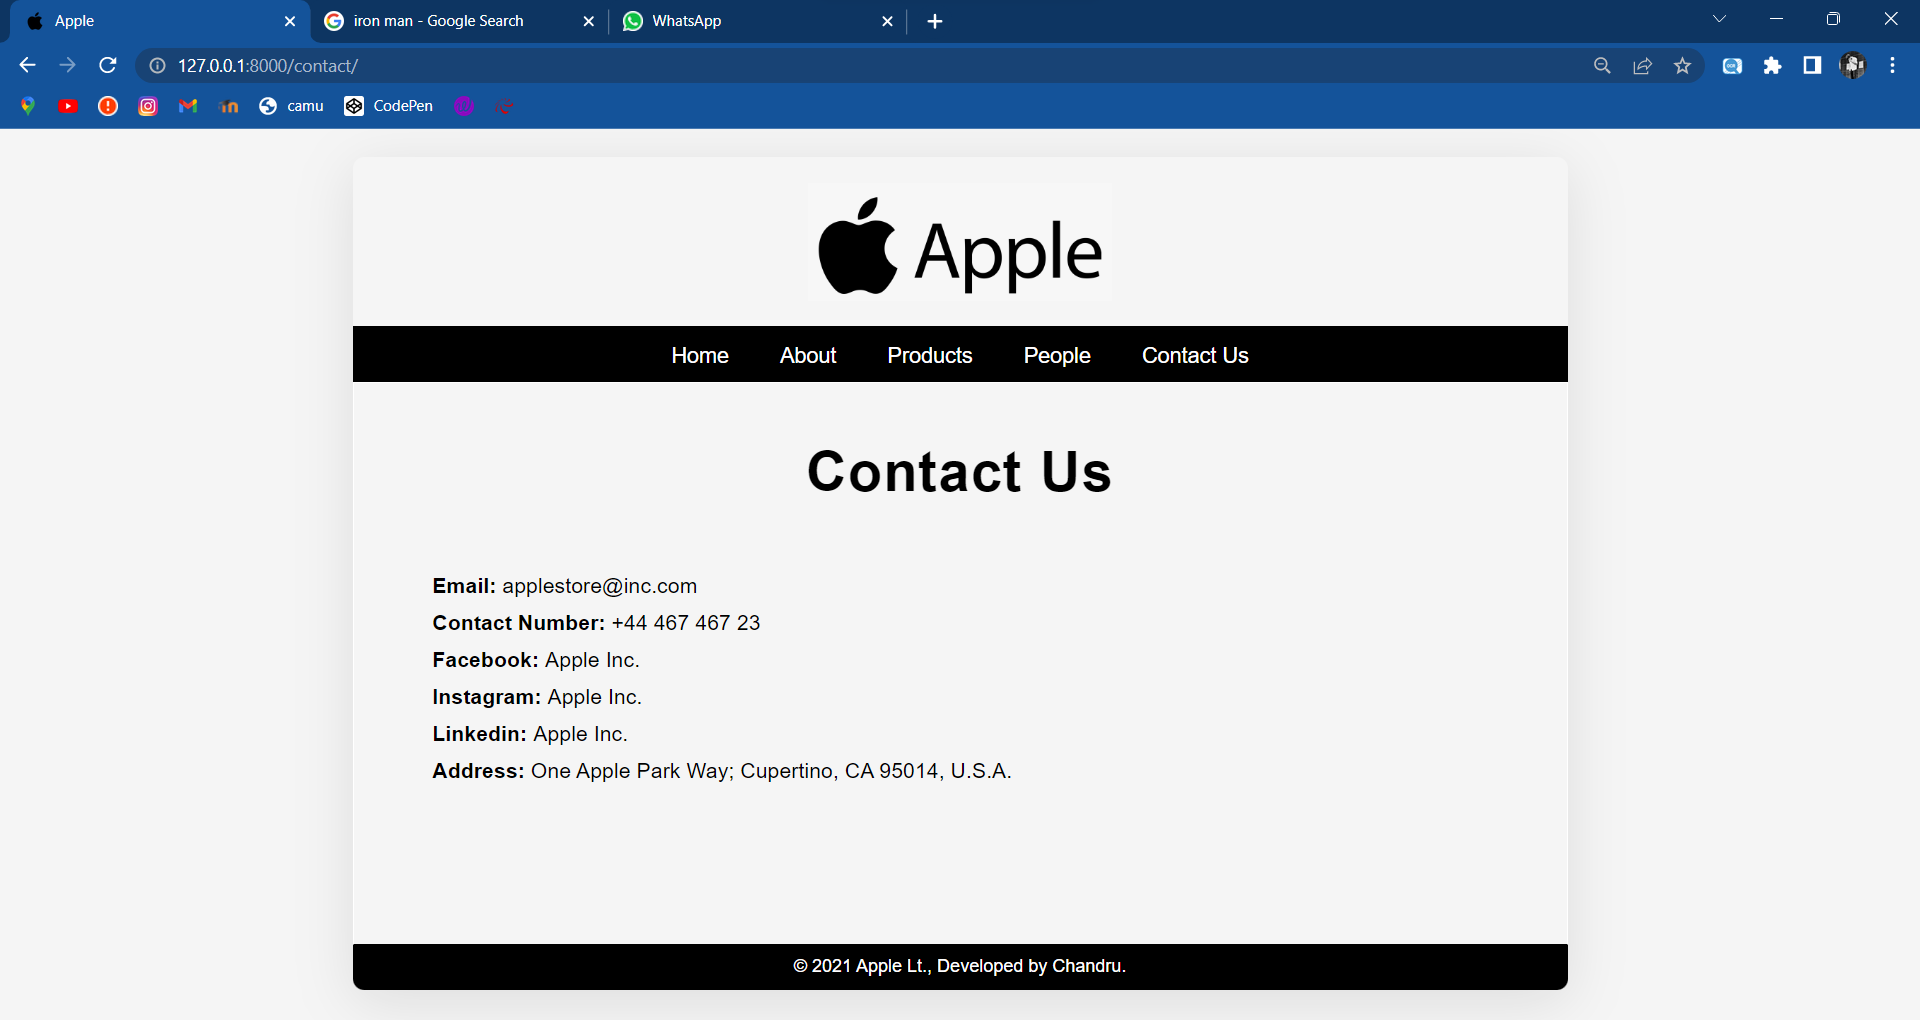 Apple
iron man - Google Search
WhatsApp
127.0.0.1:8000/contact/
camu
CodePen
Apple
Home About Products People Contact Us
Contact Us
Email: applestore@inc.com
Contact Number: +44 467 467 23
Facebook: Apple Inc.
Instagram: Apple Inc.
Linkedin: Apple Inc.
Address: One Apple Park Way; Cupertino, CA 95014, U.S.A.
© 2021 Apple Lt., Developed by Chandru.